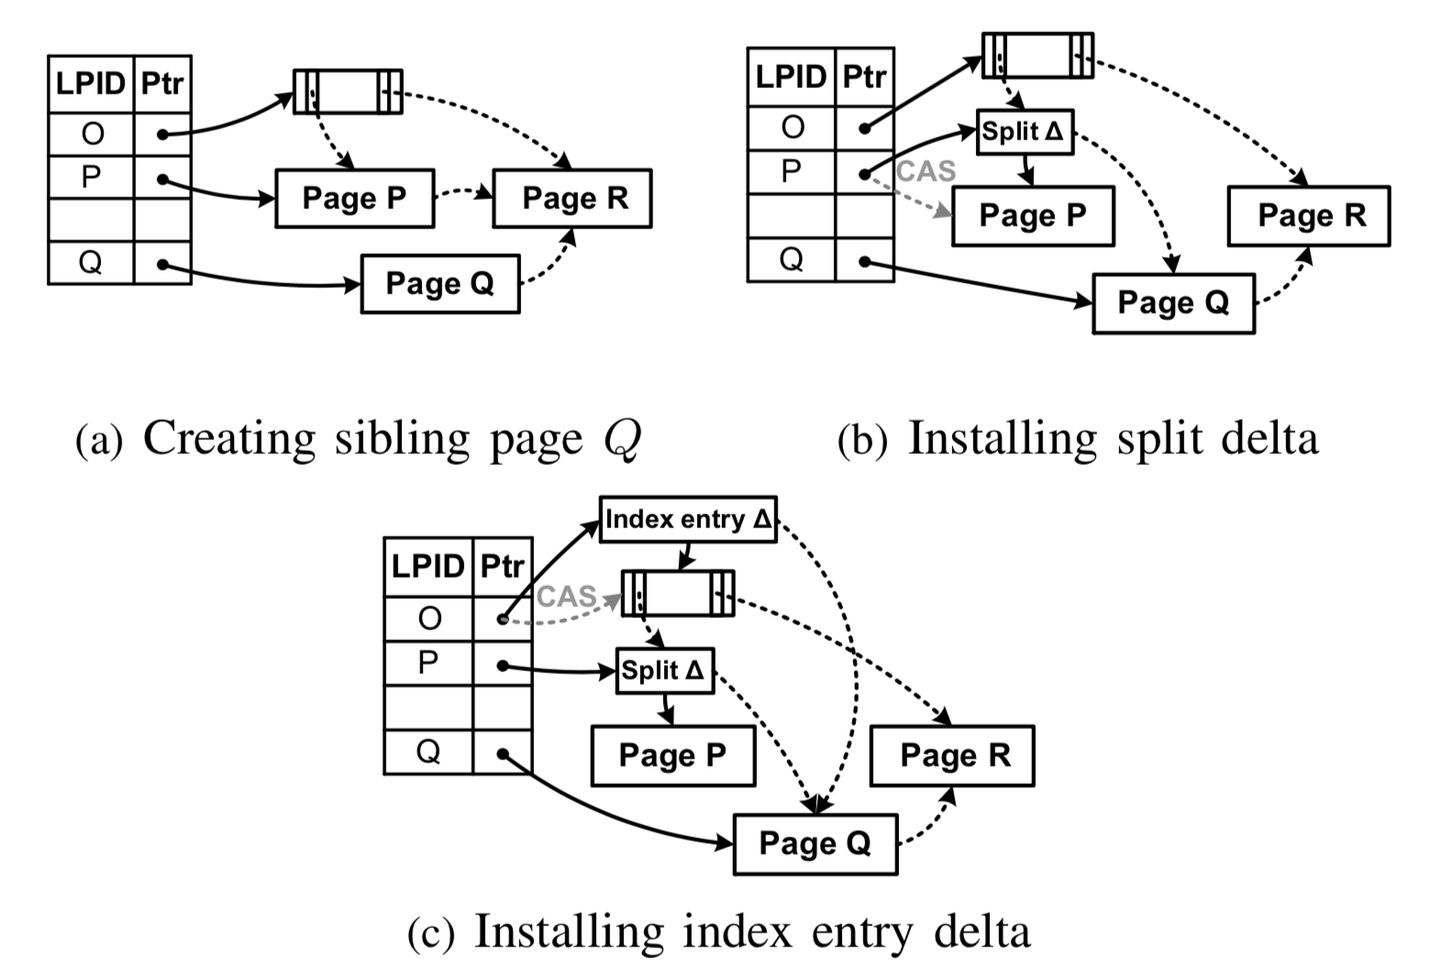 LPID Ptr
O
P
Q
Page P
Page R
Page Q
(a) Creating sibling page Q
LPID Ptr
O
P
Q
CAS
Split Δ
Page P
Page R
Page Q
(b) Installing split delta
LPID Ptr
O
P
Q
CAS
Index entry Δ
Split Δ
Page P
Page R
Page Q
(c) Installing index entry delta